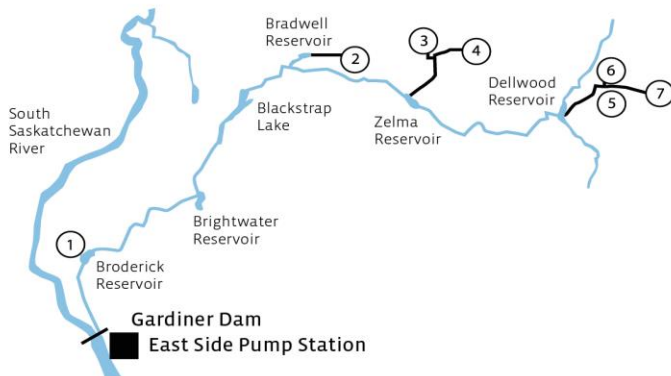 Bradwell
Reservoir
3
4
2
6
Dellwood
Reservoir
5
7
South
Saskatchewan
River
Blackstrap
Lake
Zelma
Reservoir
Brightwater
Reservoir
1
Broderick
Reservoir
Gardiner Dam
East Side Pump Station